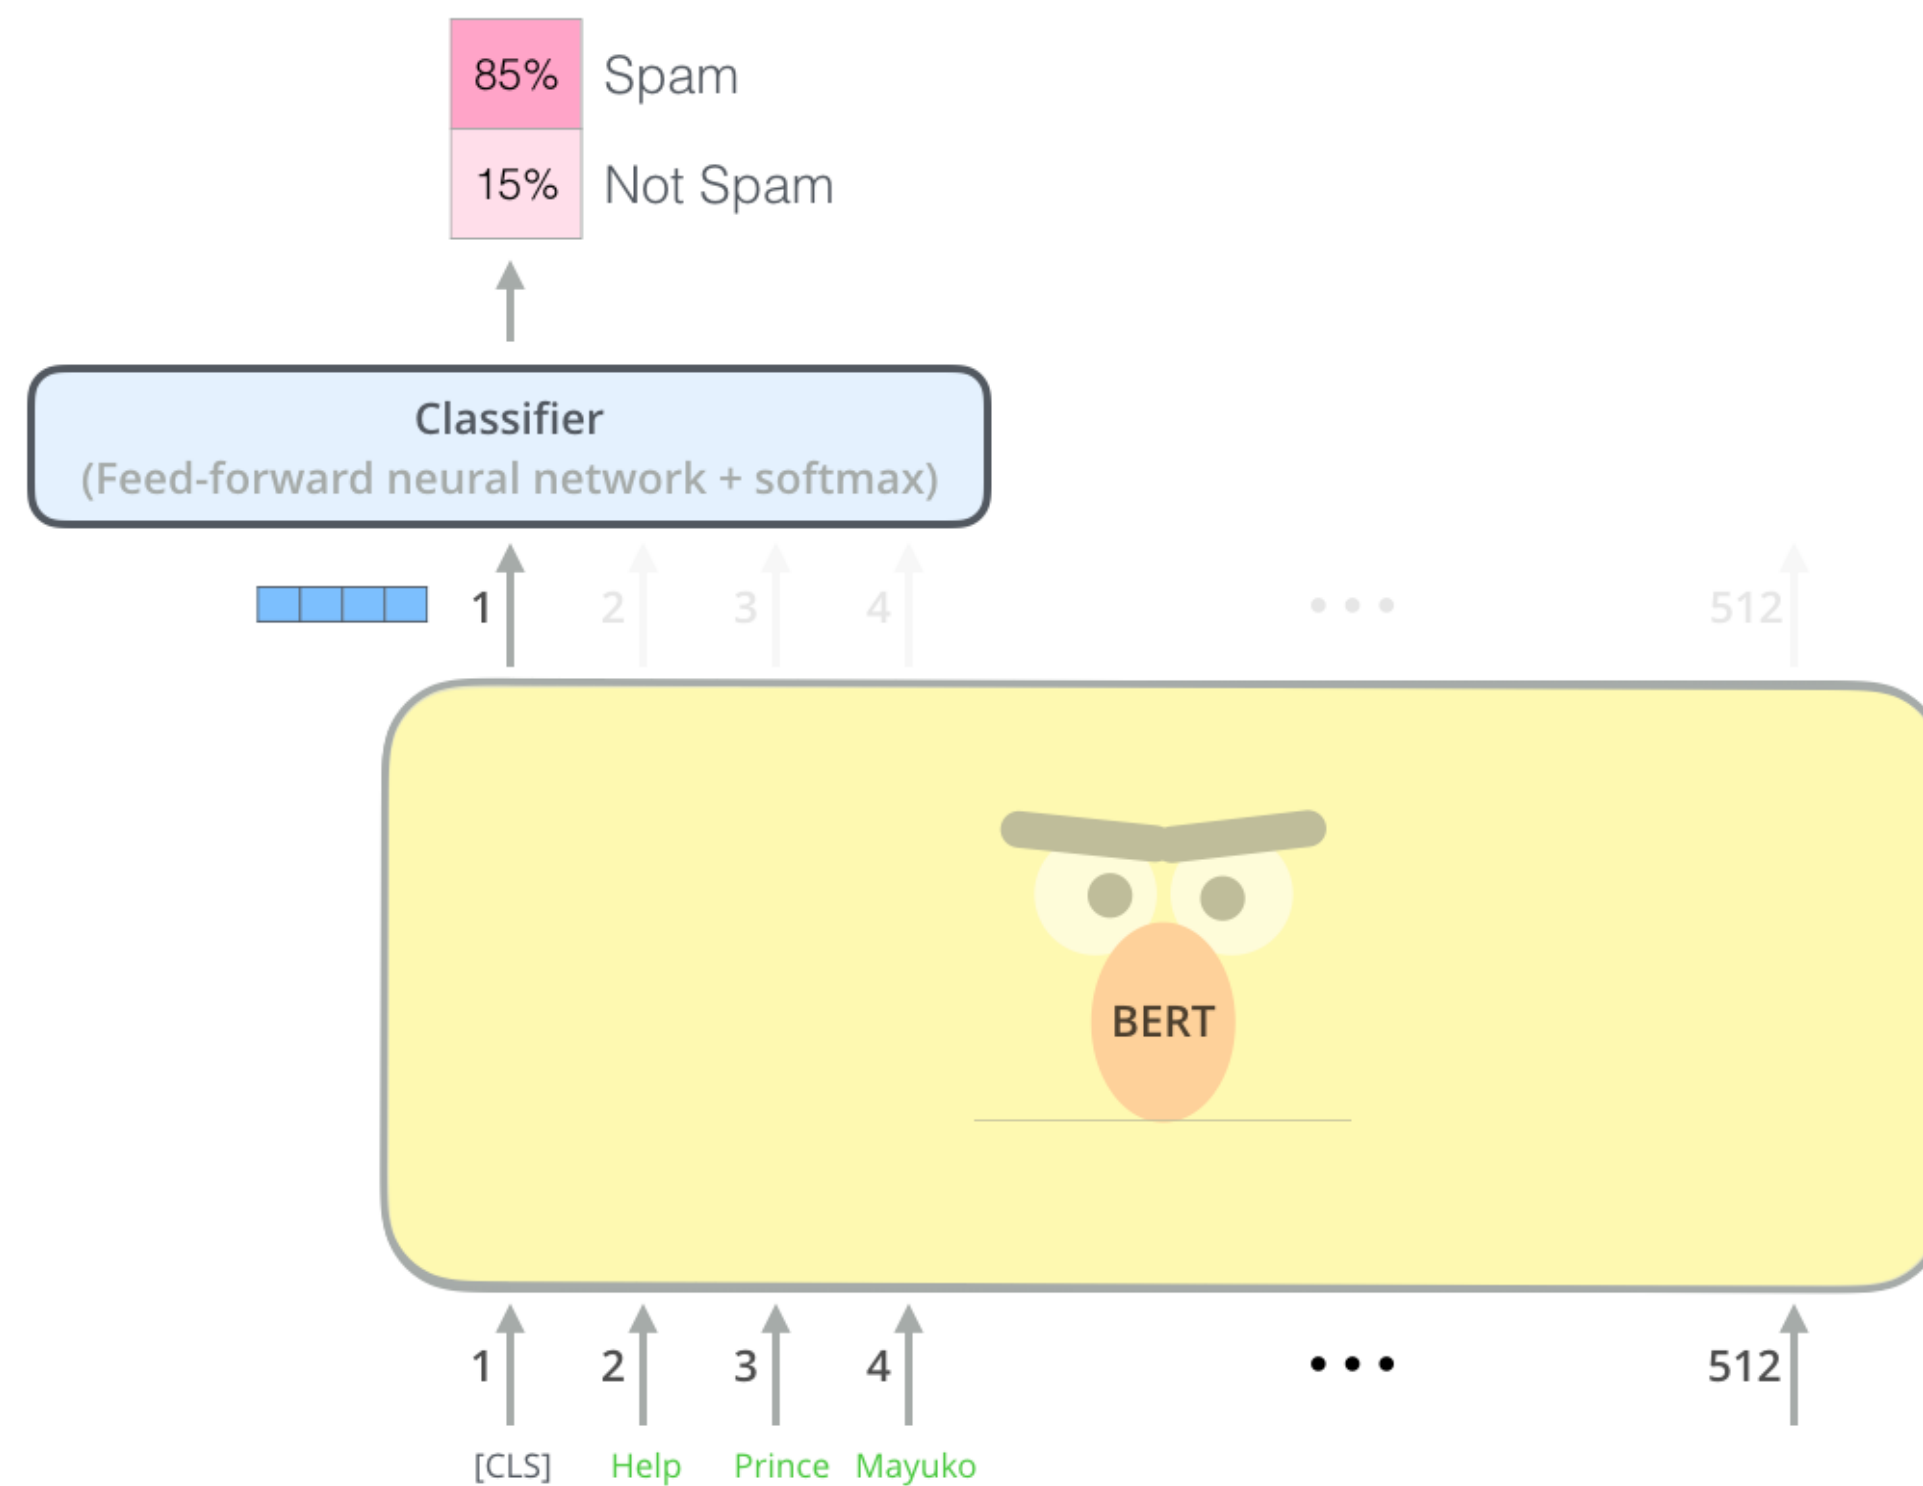 85% Spam
15% Not Spam
Classifier
(Feed-forward neural network + softmax)
1 2 3 4 ••• 512
BERT
1 2 3 4 ••• 512
[CLS] Help Prince Mayuko